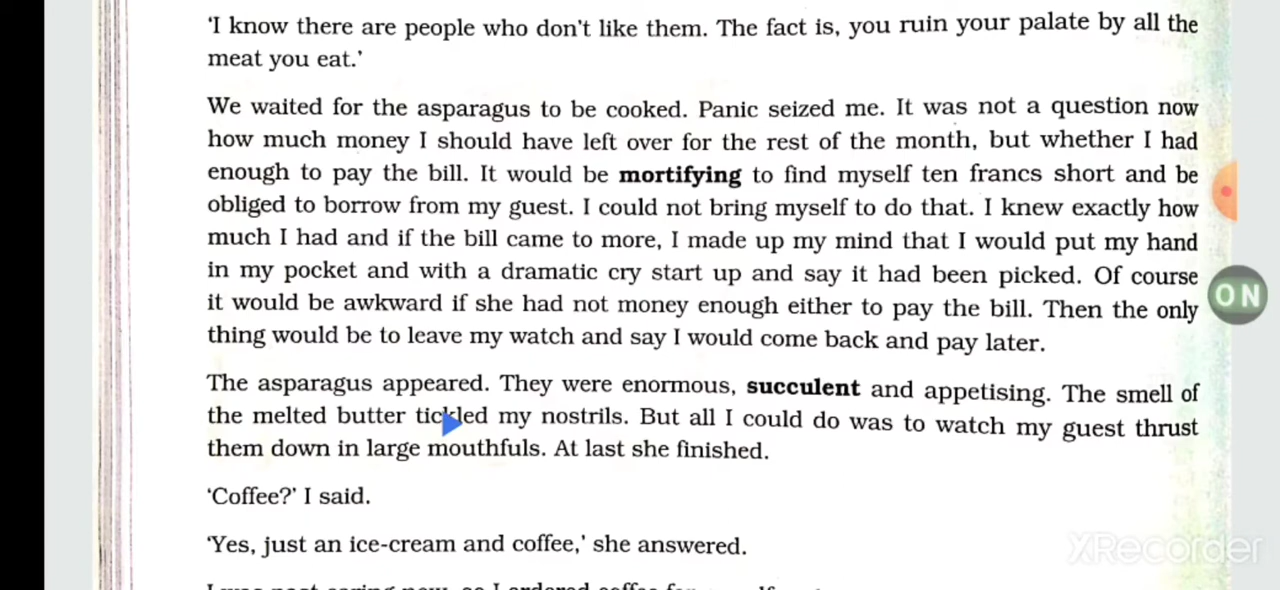 'I know there are people who don't like them. The fact is, you ruin your palate by all the
meat you eat.'
We waited for the asparagus to be cooked. Panic seized me. It was not a question now
how much money I should have left over for the rest of the month, but whether I had
enough to pay the bill. It would be mortifying to find myself ten francs short and be
obliged to borrow from my guest. I could not bring myself to do that. I knew exactly how
much I had and if the bill came to more, I made up my mind that I would put my hand
in my pocket and with a dramatic cry start up and say it had been picked. Of course
it would be awkward if she had not money enough either to pay the bill. Then the only
thing would be to leave my watch and say I would come back and pay later.
The asparagus appeared. They were enormous, succulent and appetising. The smell of
the melted butter tickled my nostrils. But all I could do was to watch my guest thrust
them down in large mouthfuls. At last she finished.
'Coffee?' I said.
'Yes, just an ice-cream and coffee,' she answered.
ON
XRecorder